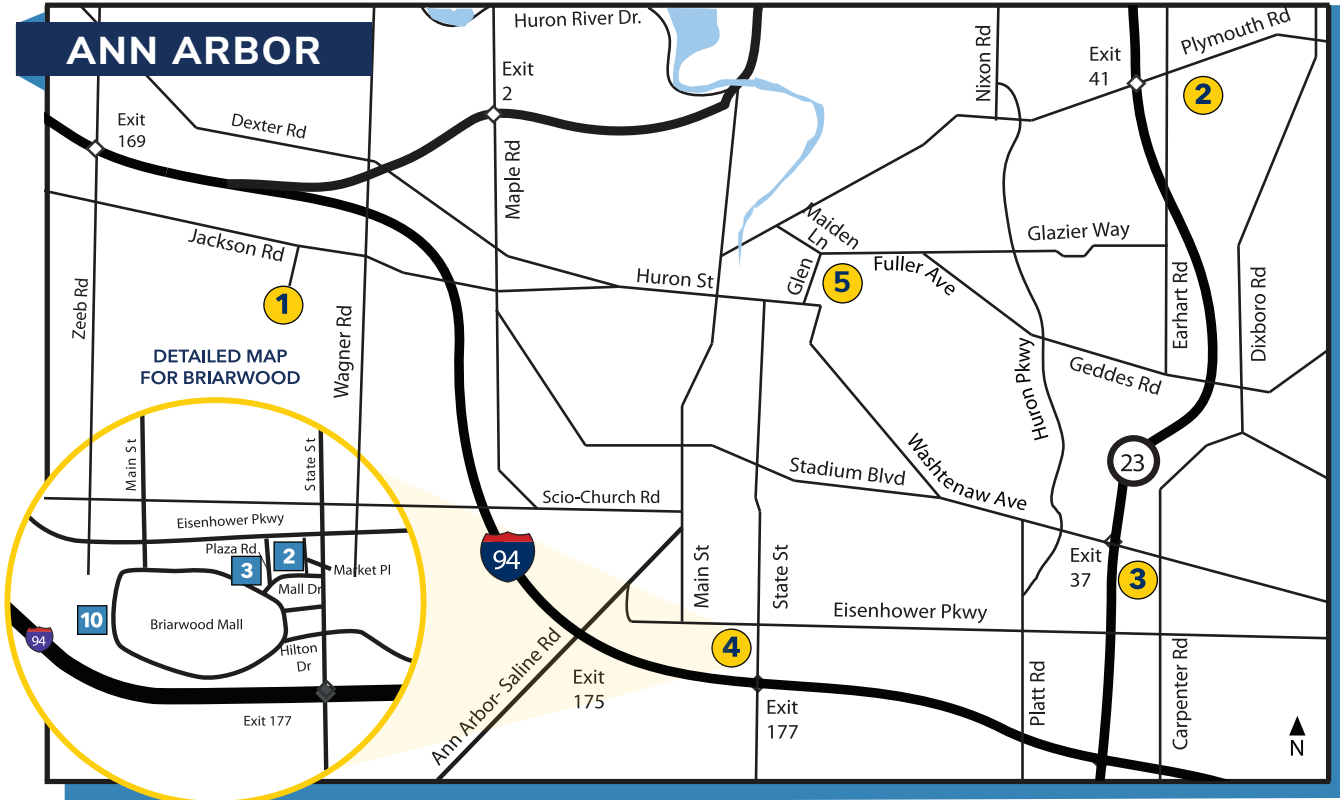 ANN ARBOR
Huron River Dr.
Nixon Rd
Exit
41
Plymouth Rd
2
Exit
2
Exit
169
Dexter Rd
Maple Rd
Jackson Rd
Huron St
Maiden
Ln
Glen
5
Fuller Ave
Glazier Way
Earhart Rd
Dixboro Rd
Zeeb Rd
1
Wagner Rd
Huron Pkwy
Geddes Rd
DETAILED MAP
FOR BRIARWOOD
23
Stadium Blvd
Washtenaw Ave
Scio-Church Rd
94
Main St
State St
Exit
37
3
Eisenhower Pkwy
4
Ann Arbor- Saline Rd
Exit
175
Exit
177
Platt Rd
Carpenter Rd
N
Main St
State St
Eisenhower Pkwy
Plaza Rd
3
2
Market Pl
Mall Dr
10
Briarwood Mall
94
Hilton
Dr
Exit 177